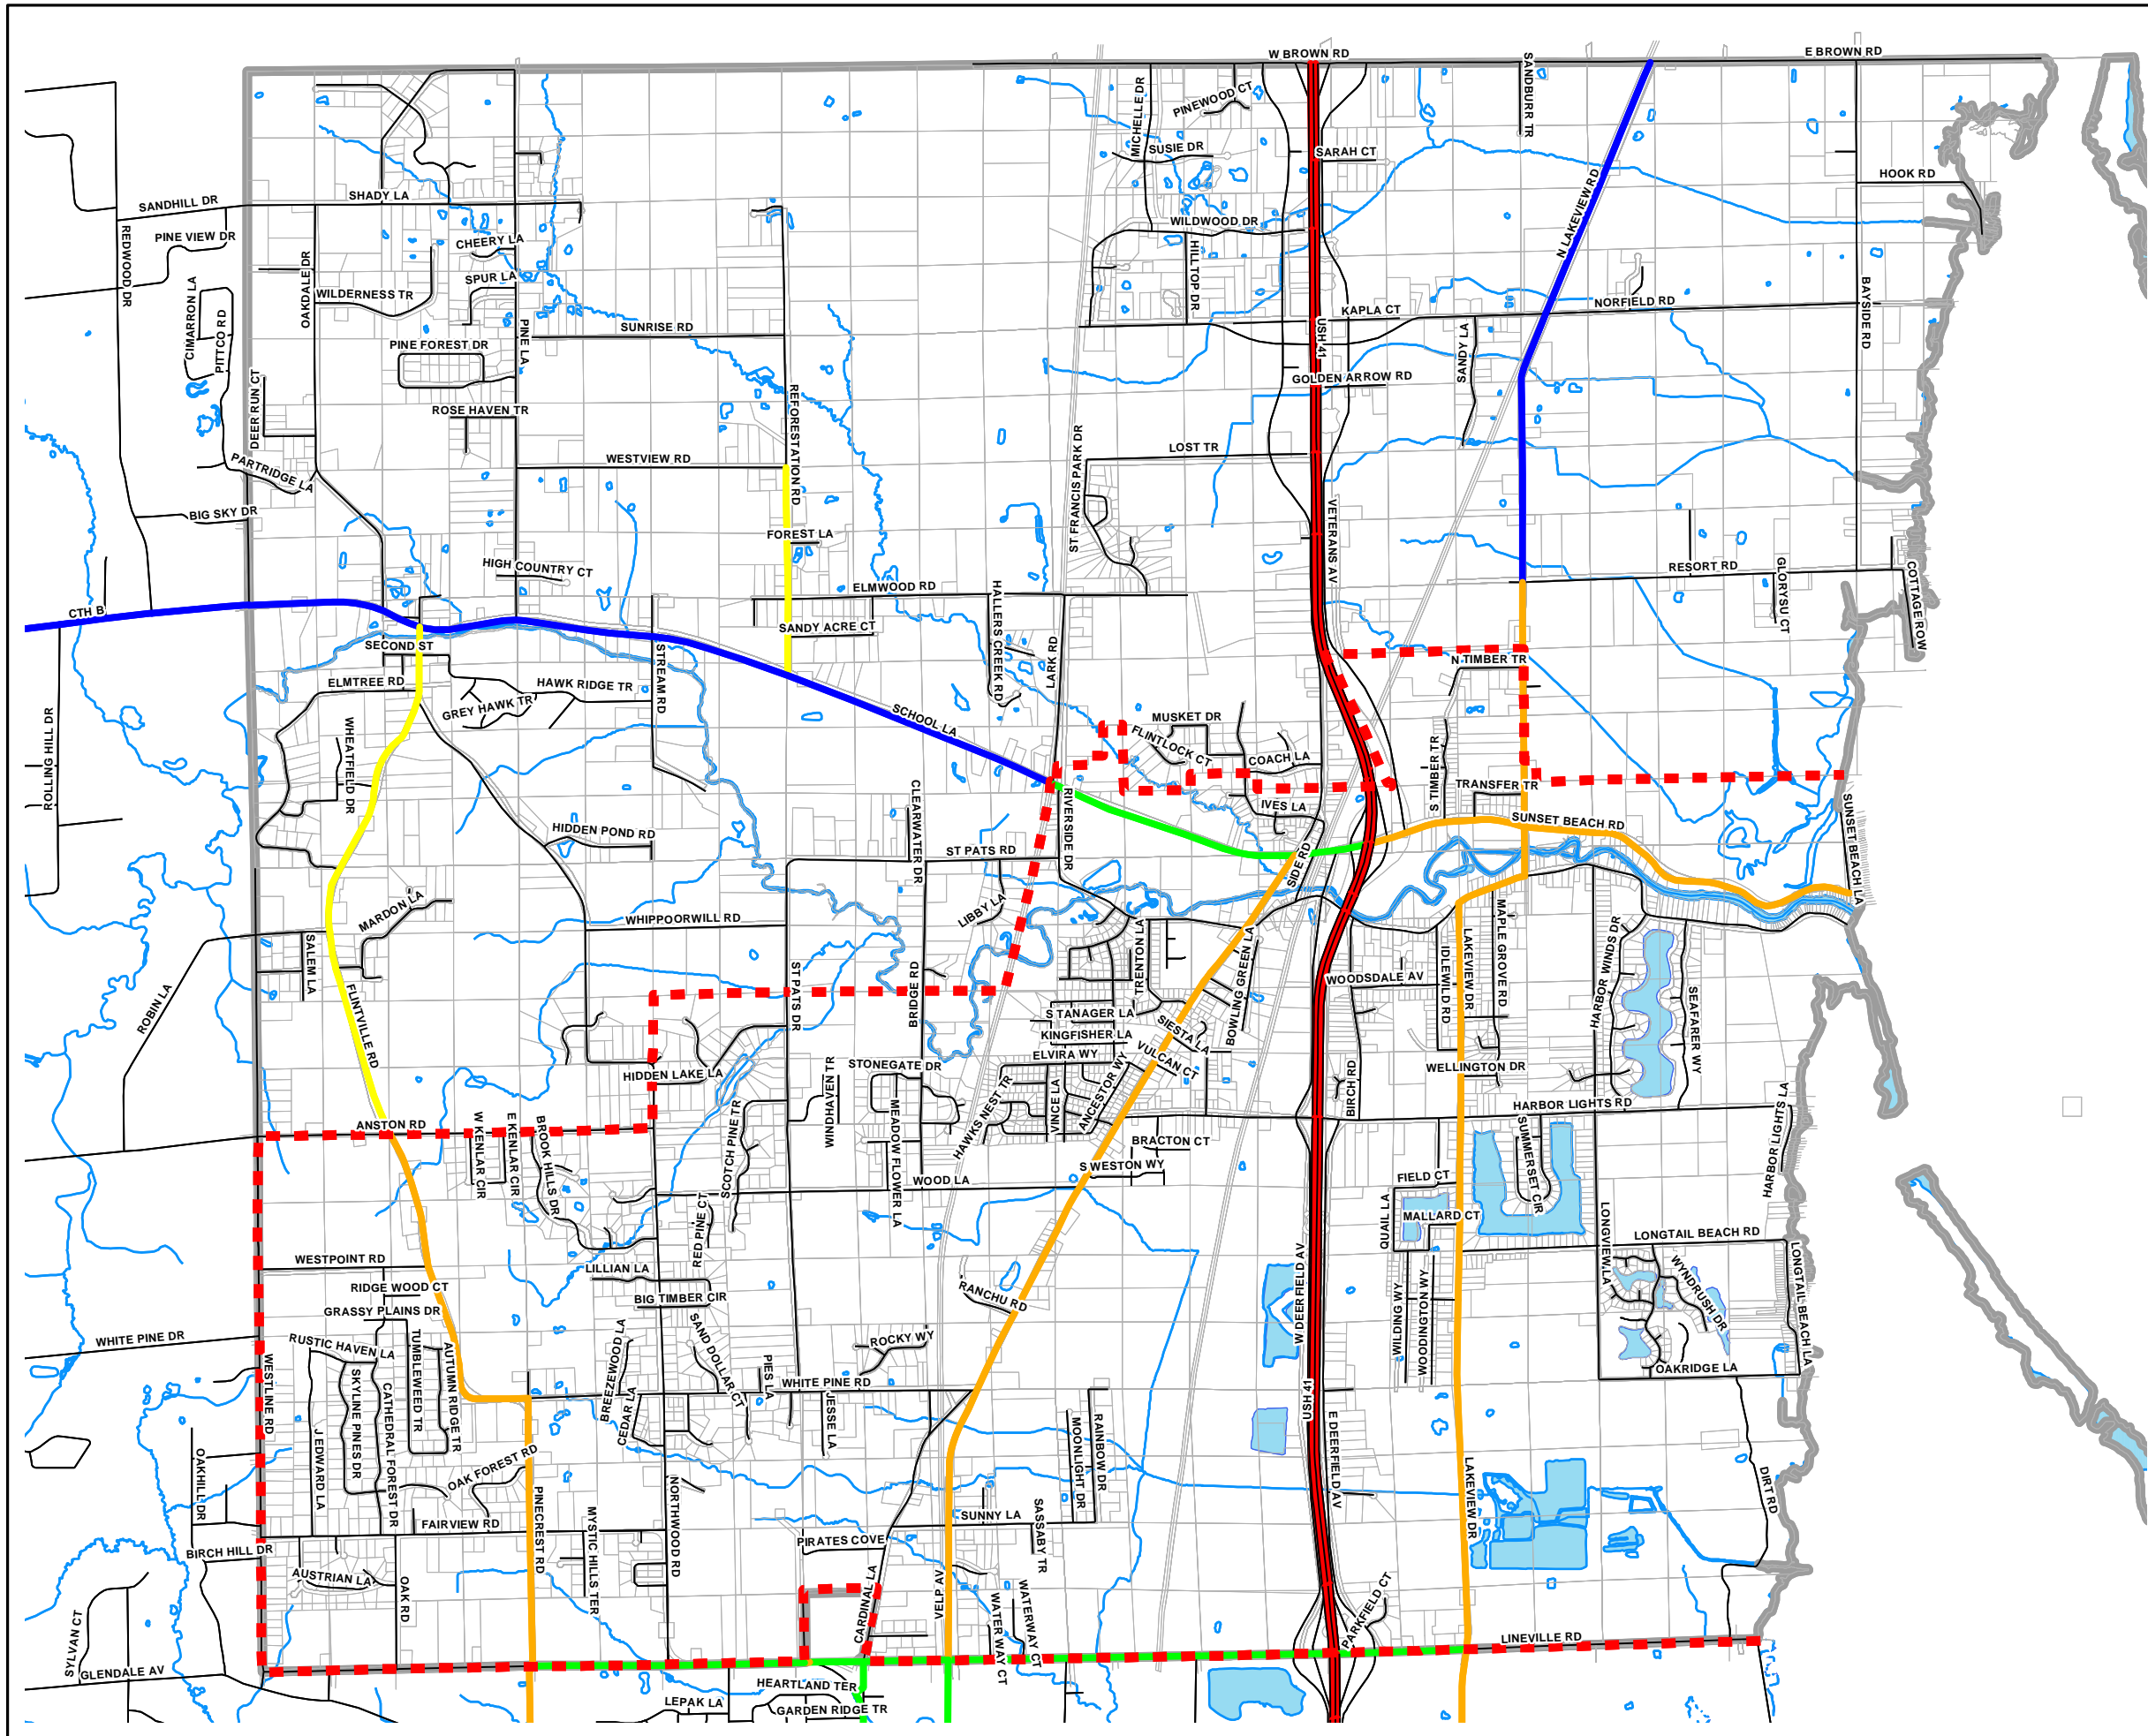 W BROWN RD
E BROWN RD
SANDBURR TR
MICHELLE DR
PINEWOOD CT
SUSIE DR
SARAH CT
N LAKEVIEW RD
HOOK RD
SANDHILL DR
SHADY LA
REDWOOD DR
PINE VIEW DR
CHEERY LA
WILDWOOD DR
HILLTOP DR
OAKDALE DR
WILDERNESS TR
SPUR LA
CIMARRON LA
PITTCO RD
PINE LA
SUNRISE RD
KAPLA CT
NORFIELD RD
BAYSIDE RD
USH 41
SANDY LA
PINE FOREST DR
GOLDEN ARROW RD
DEER RUN CT
ROSE HAVEN TR
REFORESTATION RD
ST FRANCIS PARK DR
LOST TR
PARTRIDGE LA
WESTVIEW RD
BIG SKY DR
VETERANS AV
FOREST LA
HIGH COUNTRY CT
RESORT RD
GLORYSU CT
COTTAGE ROW
ELMWOOD RD
HALLERS CREEK RD
CTH B
SANDY ACRE CT
SECOND ST
STREAM RD
LARK RD
N TIMBER TR
ELMTREE RD
HAWK RIDGE TR
GREY HAWK TR
ROLLING HILL DR
WHEATFIELD DR
SCHOOL LA
MUSKET DR
FLINTLOCK CT
COACH LA
S TIMBER TR
TRANSFER TR
CLEARWATER DR
RIVERSIDE DR
IVES LA
SUNSET BEACH RD
SUNSET BEACH LA
HIDDEN POND RD
ST PATS RD
SIDE RD
MARDON LA
LIBBY LA
WHIPPOORWILL RD
SALEM LA
TRENTON LA
BOWLING GREEN LA
IDLEWILD RD
LAKEVIEW DR
MAPLE GROVE RD
HARBOR WINDS DR
SEAFARER WY
ROBIN LA
FLINTVILLE RD
ST PATS DR
BRIDGE RD
WOODSDALE AV
S TANAGER LA
KINGFISHER LA
SIESTA LA
ELVIRA WY
VULCAN CT
ANCESTOR WY
HIDDEN LAKE LA
STONEGATE DR
WINDHAVEN TR
BIRCH RD
WELLINGTON DR
HARBOR LIGHTS RD
HARBOR LIGHTS LA
ANSTON RD
W KENLAR CIR
E KENLAR CIR
BROOK HILLS DR
SCOTCH PINE TR
MEADOW FLOWER LA
HAWKS NEST TR
VINCE LA
BRACTON CT
S WESTON WY
SUMMERSET CIR
WOOD LA
FIELD CT
QUAIL LA
MALLARD CT
RED PINE CT
WESTPOINT RD
LILLIAN LA
RIDGE WOOD CT
BIG TIMBER CIR
GRASSY PLAINS DR
RANCHU RD
W DEERFIELD AV
LONGVIEW LA
LONGTAIL BEACH RD
WYNDRUSH DR
LONGTAIL BEACH LA
WHITE PINE DR
RUSTIC HAVEN LA
TUMBLEWEED TR
AUTUMN RIDGE TR
SAND DOLLAR CT
BREEZEWOOD LA
ROCKY WY
WILDING WY
WOODINGTON WY
OAKRIDGE LA
WESTLINE RD
SKYLINE PINES DR
CATHEDRAL FOREST DR
CEDAR LA
PIES LA
WHITE PINE RD
JESSE LA
USH 41
E DEERFIELD AV
J EDWARD LA
OAK FOREST RD
MOONLIGHT DR
RAINBOW DR
OAKHILL DR
PINECREST RD
NORTHWOOD RD
LAKEVIEW DR
DIRT RD
FAIRVIEW RD
MYSTIC HILLS TER
SUNNY LA
SASSABY TR
PIRATES COVE
BIRCH HILL DR
AUSTRIAN LA
OAK RD
CARDINAL LA
VELP AV
WATER WAY CT
WATERWAY CT
PARKFIELD CT
SYLVAN CT
LINEVILLE RD
GLENDALE AV
HEARTLAND TER
LEPAK LA
GARDEN RIDGE TR